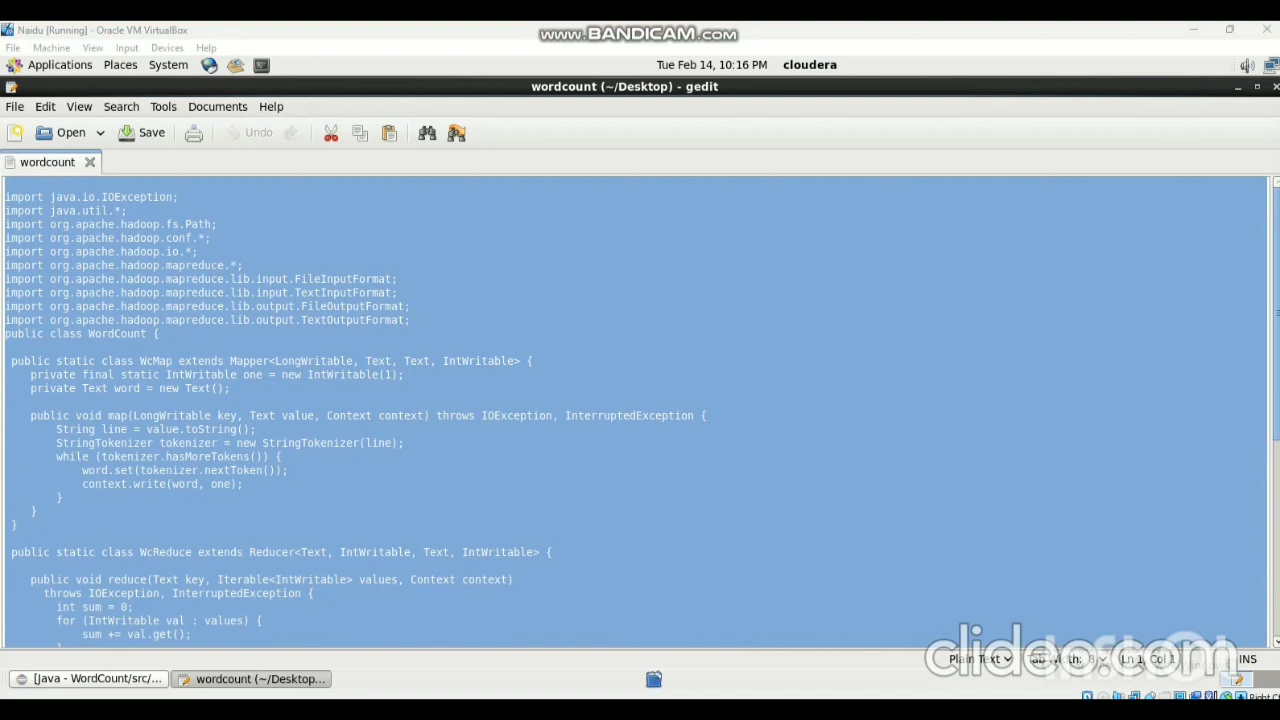 Naidu [Running] - Oracle VM VirtualBox
www.BANDICAM.com
File Machine View Input Devices Help
Applications Places System
Tue Feb 14, 10:16 PM cloudera
wordcount (~/Desktop) - gedit
File Edit View Search Tools Documents Help
Open Save Undo
wordcount
import java.io.IOException;
import java.util.*;
import org.apache.hadoop.fs.Path;
import org.apache.hadoop.conf.*;
import org.apache.hadoop.io.*;
import org.apache.hadoop.mapreduce.*;
import org.apache.hadoop.mapreduce.lib.input.FileInputFormat;
import org.apache.hadoop.mapreduce.lib.input.TextInputFormat;
import org.apache.hadoop.mapreduce.lib.output.FileOutputFormat;
import org.apache.hadoop.mapreduce.lib.output.TextOutputFormat;
public class WordCount {
public static class WcMap extends Mapper<LongWritable, Text, Text, IntWritable> {
private final static IntWritable one = new IntWritable(1);
private Text word = new Text();
public void map(LongWritable key, Text value, Context context) throws IOException, InterruptedException {
String line = value.toString();
StringTokenizer tokenizer = new StringTokenizer(line);
while (tokenizer.hasMoreTokens()) {
word.set(tokenizer.nextToken());
context.write(word, one);
}
}
}
public static class WcReduce extends Reducer<Text, IntWritable, Text, IntWritable> {
public void reduce(Text key, Iterable<IntWritable> values, Context context)
throws IOException, InterruptedException {
int sum = 0;
for (IntWritable val : values) {
sum += val.get();
}
clideo.com
Plain Text Tab Width: 8 Ln 1, Col 1 INS
[Java - WordCount/src/... wordcount (~/Desktop...
Right C